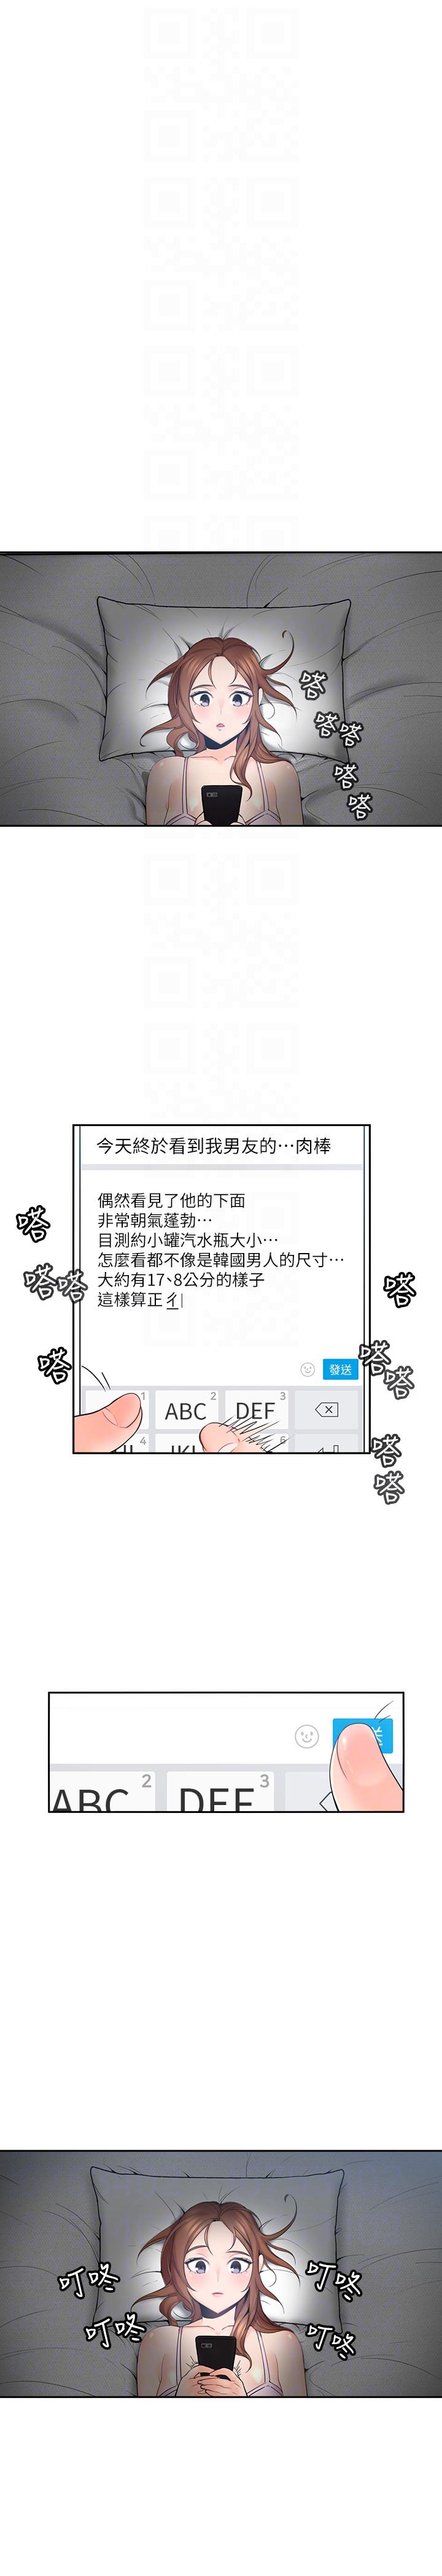 嗒
嗒嗒
嗒
嗒
今天終於看到我男友的…肉棒
偶然看見了他的下面
非常朝氣蓬勃…
目測約小罐汽水瓶大小…
怎麼看都不像是韓國男人的尺寸…
大約有17、8公分的樣子
這樣算正ㄔ
發送
嗒
嗒嗒
嗒
嗒
嗒
嗒
嗒
嗒
1
ABC 2
DEF 3
4
JKL
6
ABC 2
DEF 3
叮咚
叮咚
叮咚
叮咚